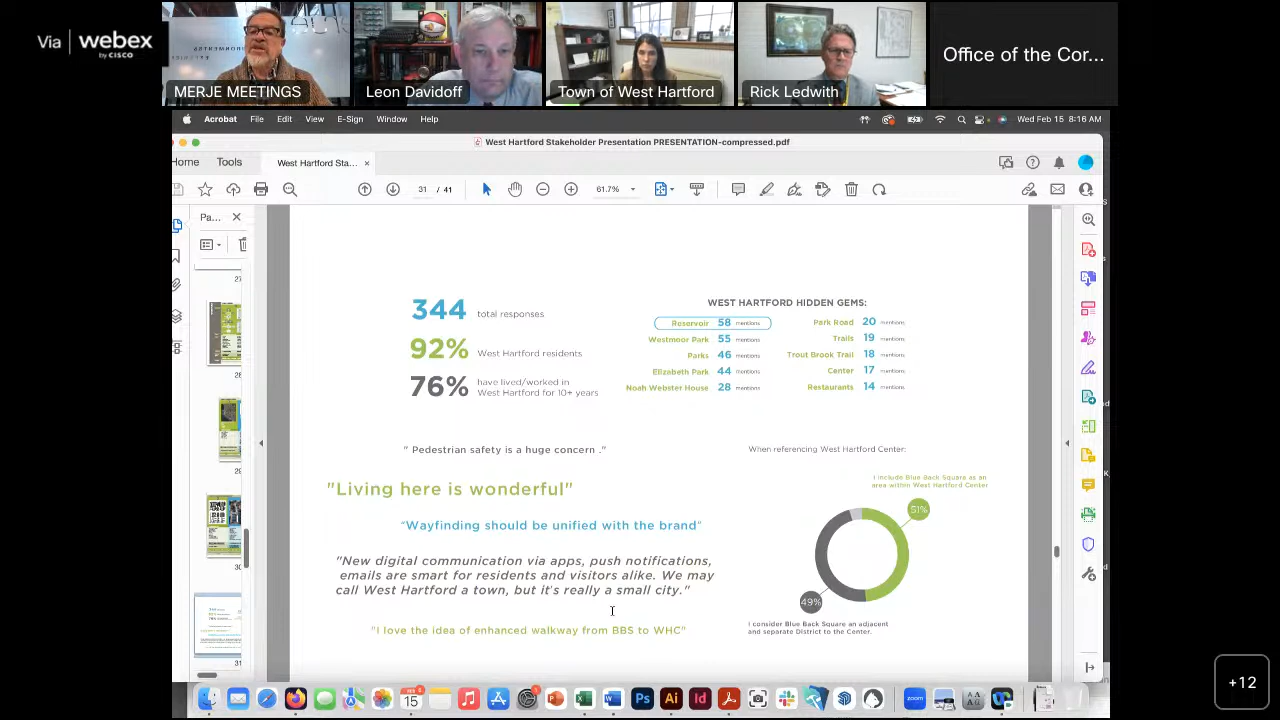 Via webex
by CISCO
MERJE MEETINGS
Leon Davidoff
Town of West Hartford
Rick Ledwith
Office of the Cor...
Acrobat File Edit View E-Sign Window Help
Wed Feb 15 8:16 AM
West Hartford Stakeholder Presentation PRESENTATION-compressed.pdf
Home Tools West Hartford Sta... ×
31 / 41
61.7%
Pa...
27
28
29
30
31
344 total responses
92% West Hartford residents
76% have lived/worked in
West Hartford for 10+ years
WEST HARTFORD HIDDEN GEMS:
Reservoir 58 mentions
Westmoor Park 55 mentions
Parks 46 mentions
Elizabeth Park 44 mentions
Noah Webster House 28 mentions
Park Road 20 mentions
Trails 19 mentions
Trout Brook Trail 18 mentions
Center 17 mentions
Restaurants 14 mentions
" Pedestrian safety is a huge concern ."
"Living here is wonderful"
"Wayfinding should be unified with the brand"
"New digital communication via apps, push notifications,
emails are smart for residents and visitors alike. We may
call West Hartford a town, but it's really a small city."
"I love the idea of enhanced walkway from BBS to WHC"
When referencing West Hartford Center:
I include Blue Back Square as an
area within West Hartford Center
51%
49%
I consider Blue Back Square an adjacent
and separate District to the Center.
15
zoom
+12